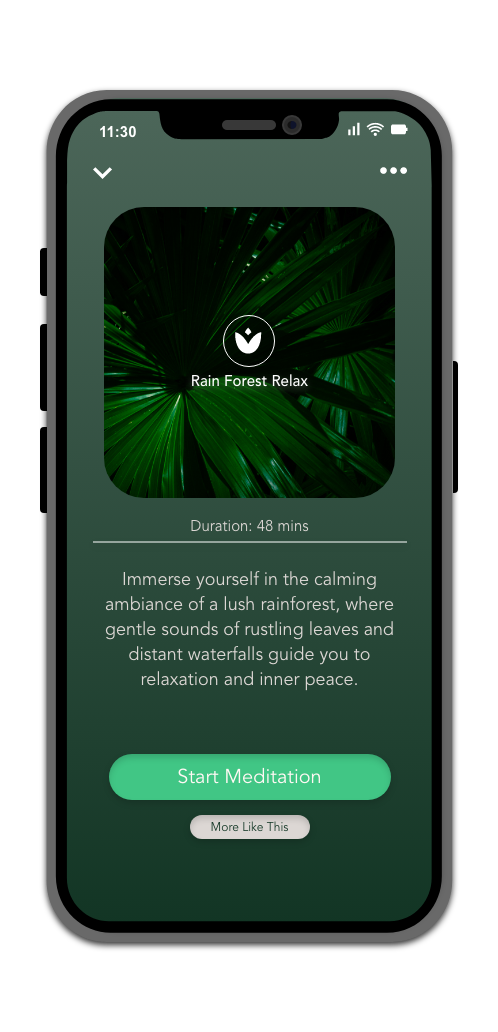 11:30
Rain Forest Relax
Duration: 48 mins
Immerse yourself in the calming
ambiance of a lush rainforest, where
gentle sounds of rustling leaves and
distant waterfalls guide you to
relaxation and inner peace.
Start Meditation
More Like This